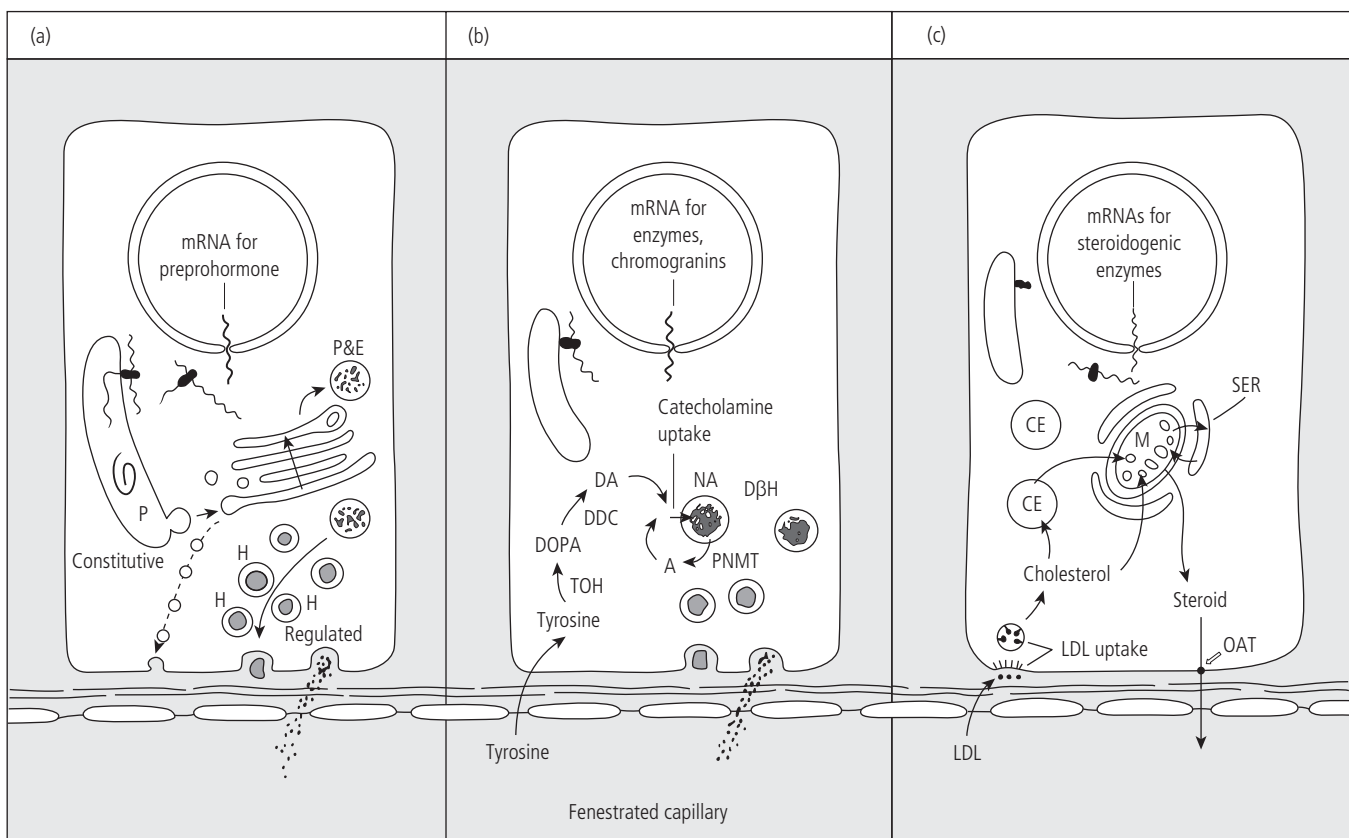 (a)
mRNA for
preprohormone
P&E
P
Constitutive
H
H
H
Regulated
(b)
mRNA for
enzymes,
chromogranins
Catecholamine
uptake
DA
NA
DβH
DDC
DOPA
A
PNMT
TOH
Tyrosine
Tyrosine
Fenestrated capillary
(c)
mRNAs for
steroidogenic
enzymes
SER
CE
M
CE
Cholesterol
Steroid
LDL uptake
OAT
LDL